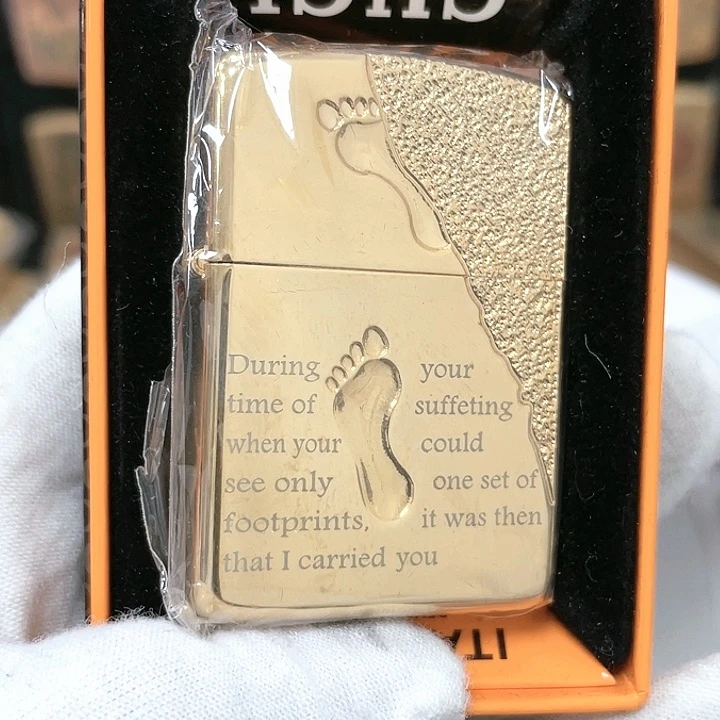 During your
time of suffeting
when your could
see only one set of
footprints, it was then
that I carried you